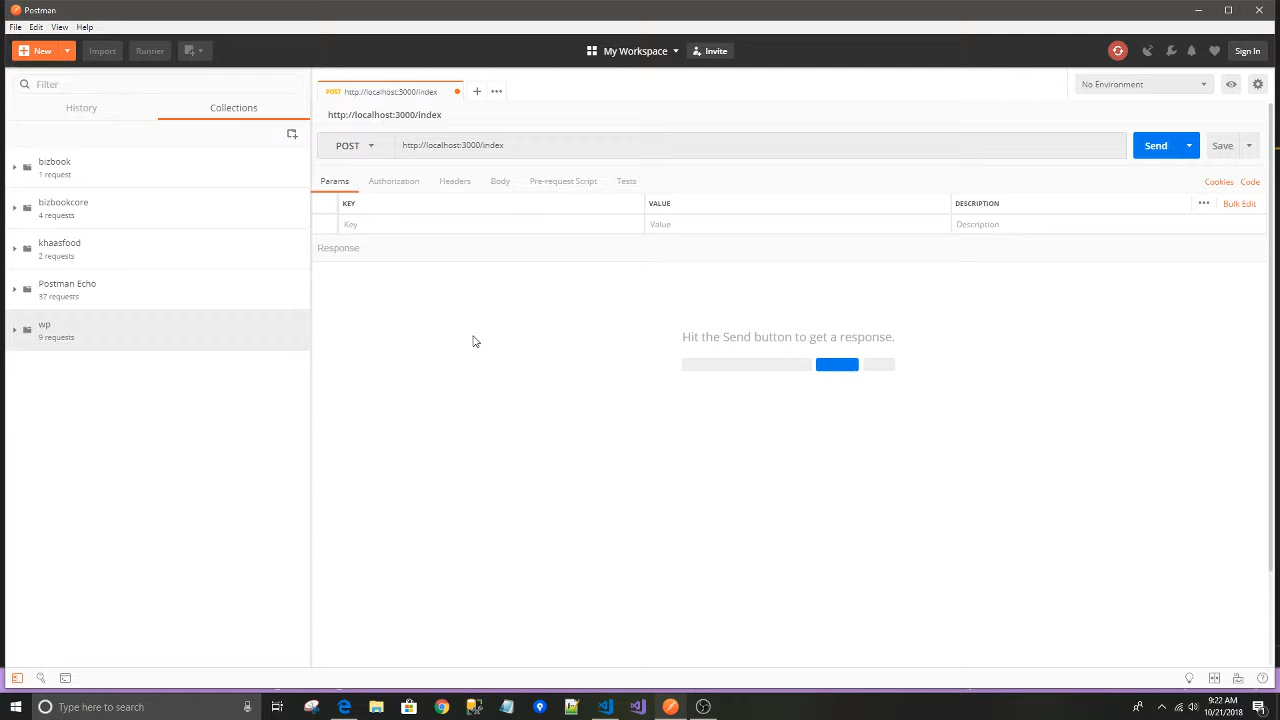 Postman
File Edit View Help
New Import Runner My Workspace Invite Sign In
Filter
History Collections
bizbook
1 request
bizbookcore
4 requests
khaasfood
2 requests
Postman Echo
37 requests
wp
9 requests
POST http://localhost:3000/index No Environment
http://localhost:3000/index
POST http://localhost:3000/index Send Save
Params Authorization Headers Body Pre-request Script Tests Cookies Code
KEY VALUE DESCRIPTION Bulk Edit
Key Value Description
Response
Hit the Send button to get a response.
Type here to search
9:22 AM
10/21/2018